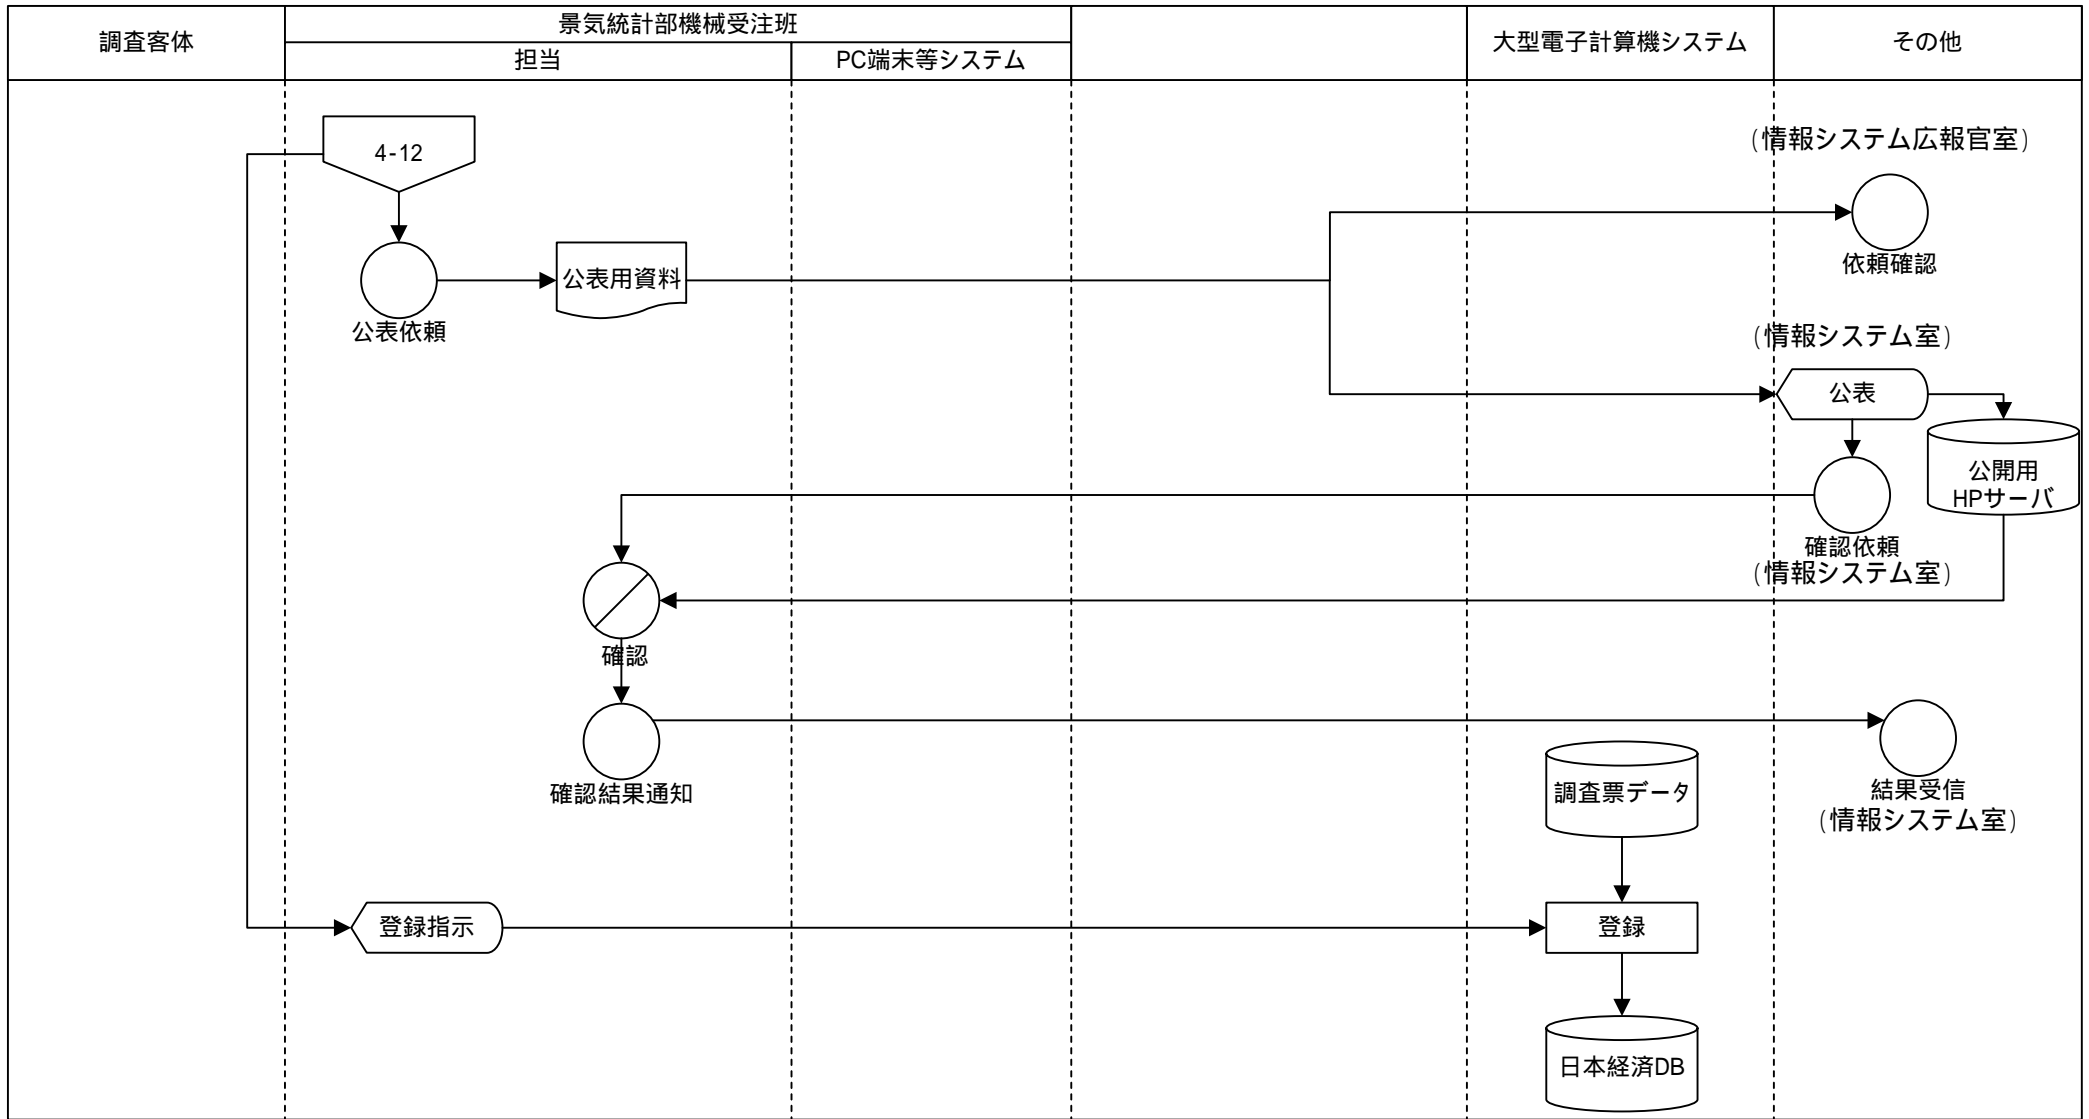 調査客体
景気統計部機械受注班
担当
PC端末等システム
大型電子計算機システム
その他
4-12
(情報システム広報官室)
依頼確認
公表用資料
公表依頼
(情報システム室)
公表
公開用
HPサーバ
確認依頼
(情報システム室)
確認
確認結果通知
調査票データ
結果受信
(情報システム室)
登録指示
登録
日本経済DB